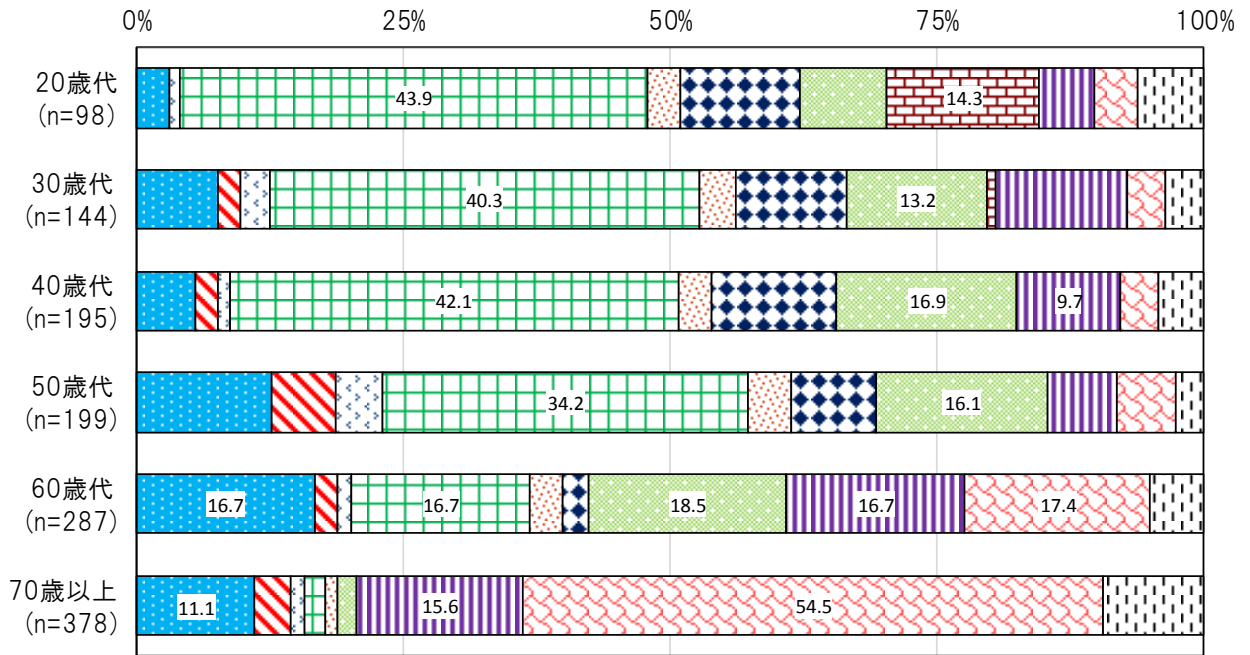 0% 25% 50% 75% 100%
20歳代
(n=98)
43.9 14.3
30歳代
(n=144)
40.3 13.2
40歳代
(n=195)
42.1 16.9 9.7
50歳代
(n=199)
34.2 16.1
60歳代
(n=287)
16.7 16.7 18.5 16.7 17.4
70歳以上
(n=378)
11.1 15.6 54.5